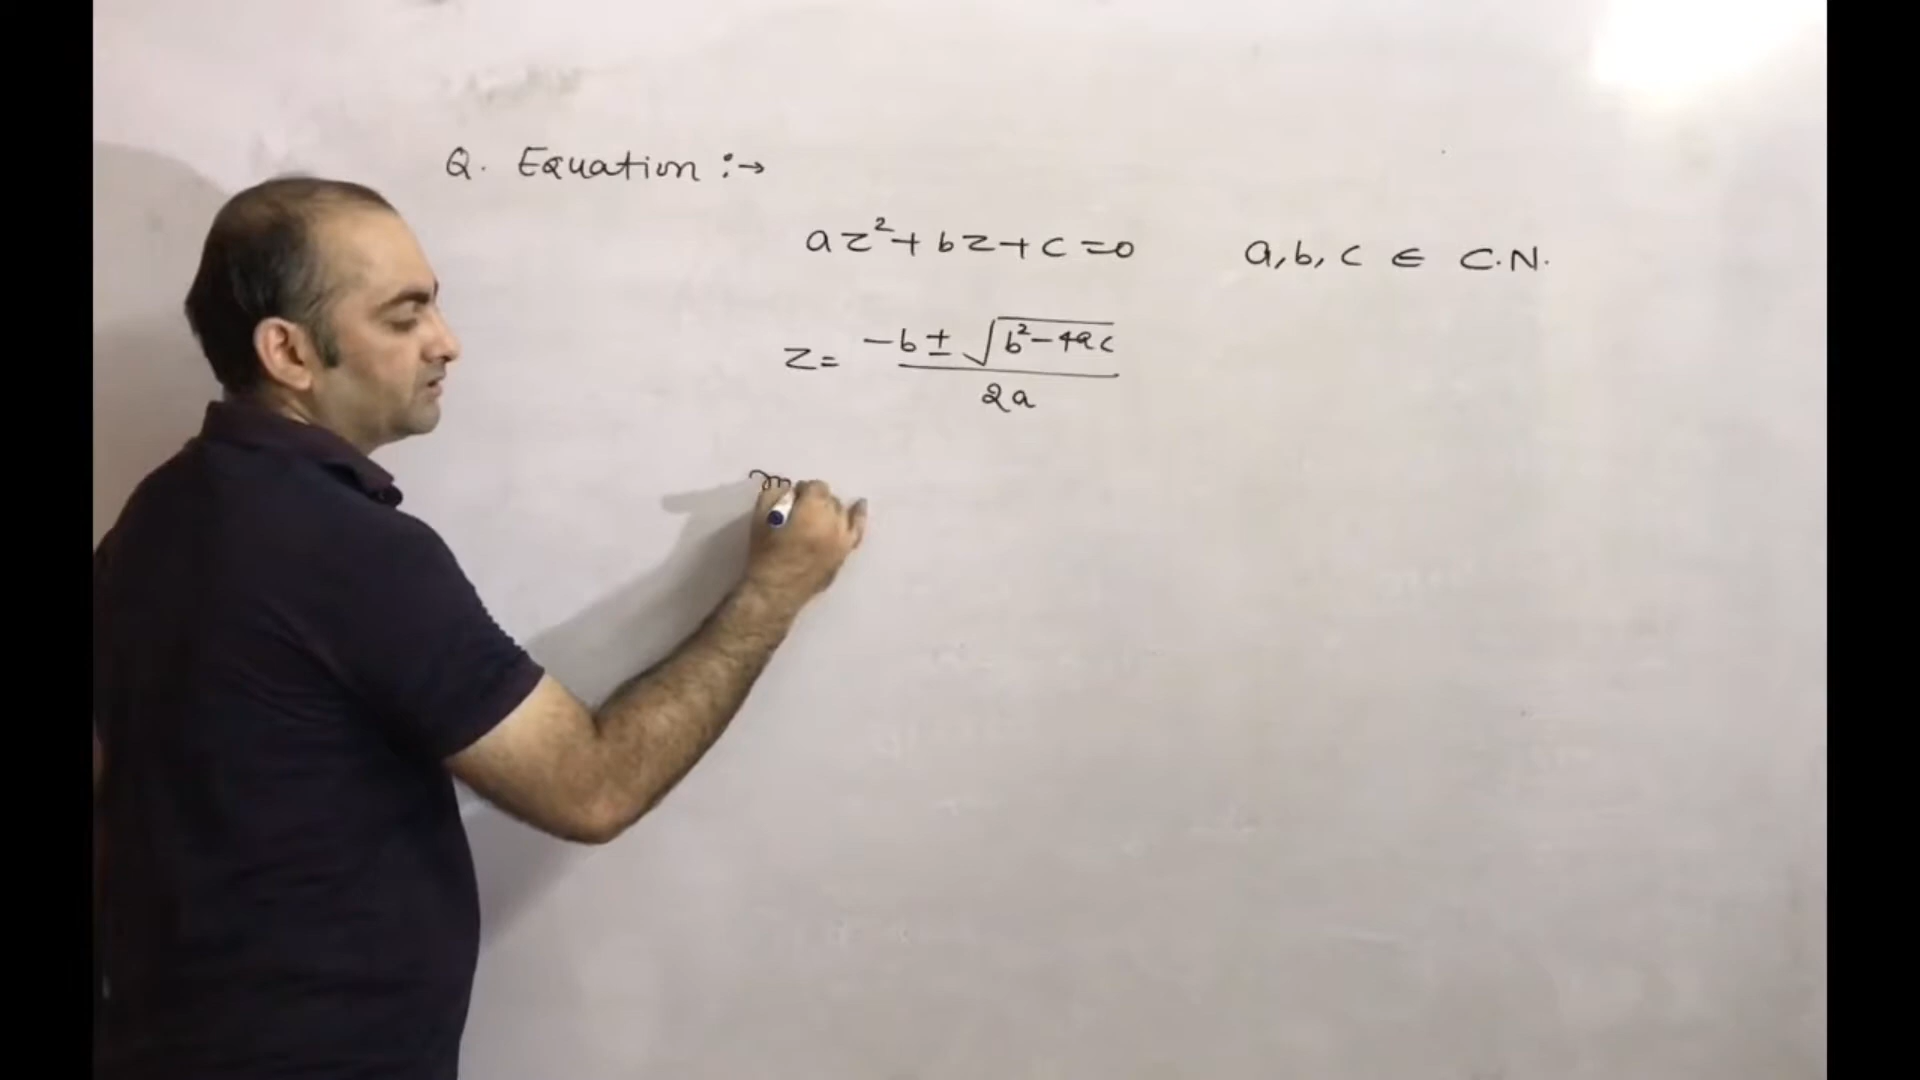 Q. Equation :→
az²+bz+c=0 a, b, c ∈ C.N.
z= -b ± √b²-4ac / 2a